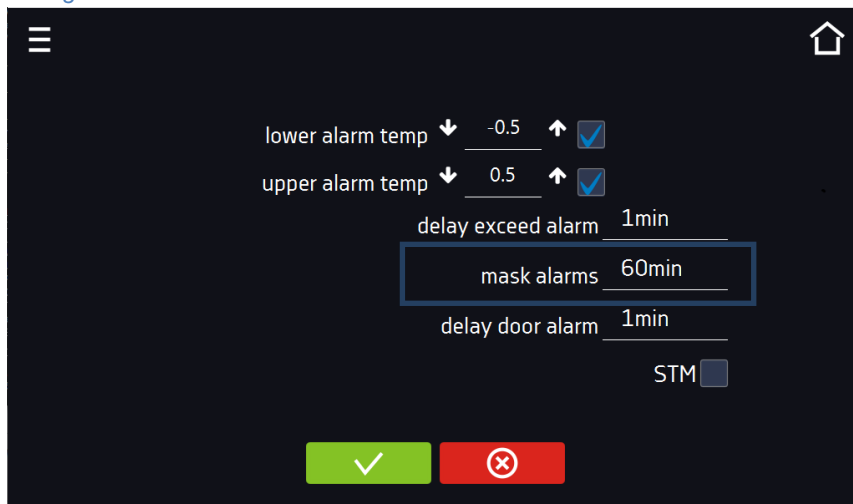 lower alarm temp -0.5
upper alarm temp 0.5
delay exceed alarm 1min
mask alarms 60min
delay door alarm 1min
STM